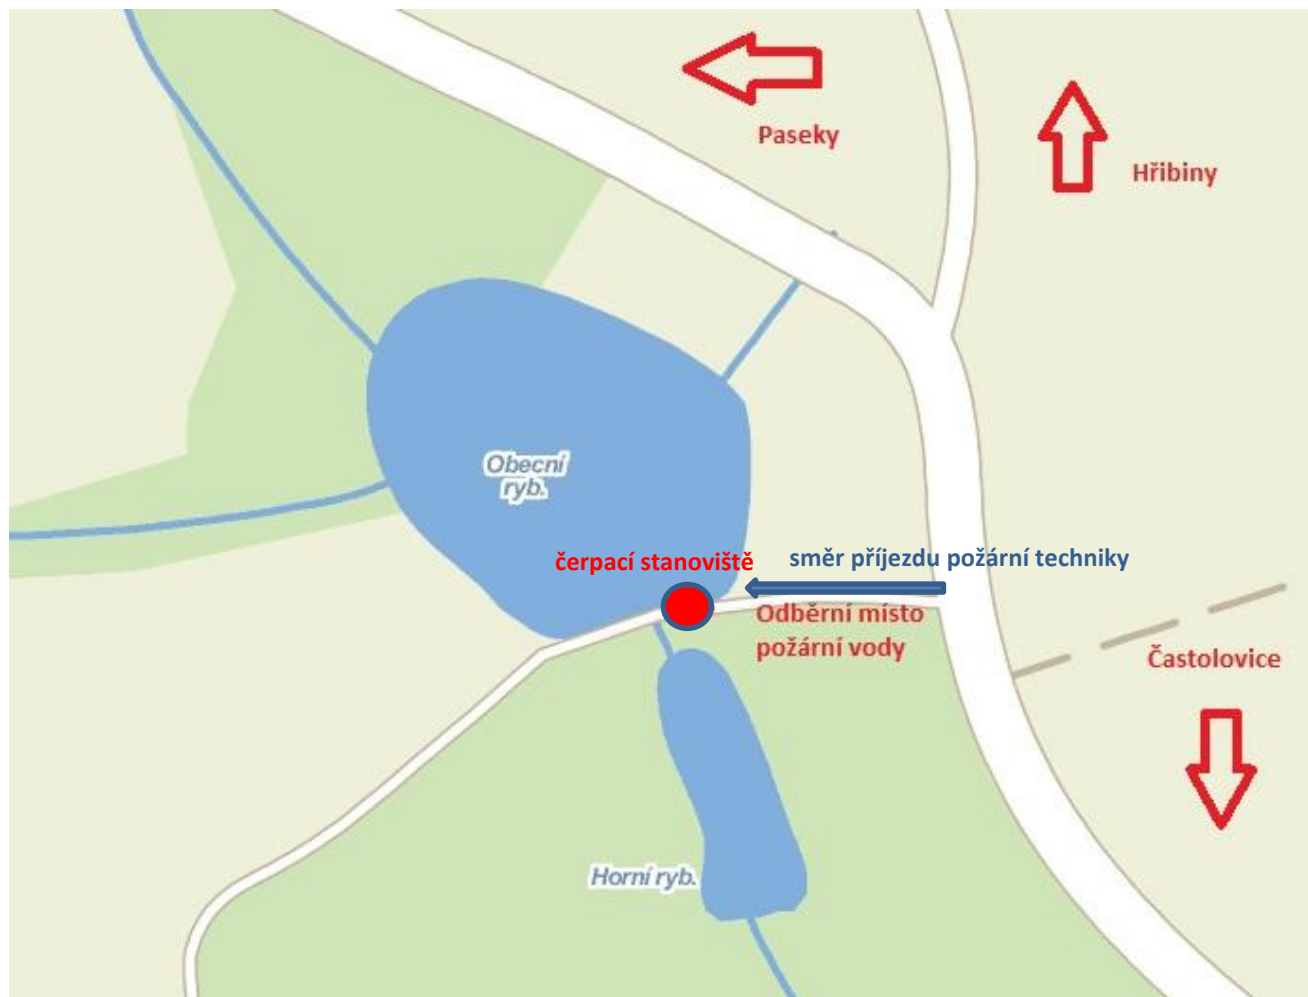 Paseky
Hřibiny
Obecní
ryb.
čerpací stanoviště
směr příjezdu požární techniky
Odběrní místo
požární vody
Častolovice
Horní ryb.